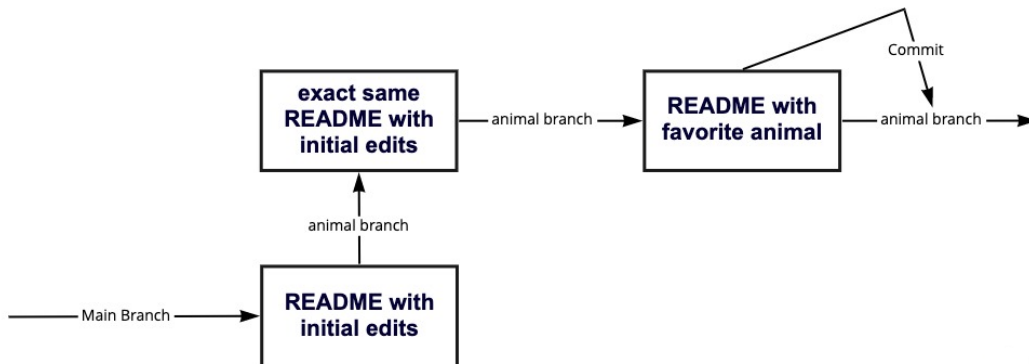 Commit
exact same
README with
initial edits
animal branch
README with
favorite animal
animal branch
animal branch
Main Branch
README with
initial edits